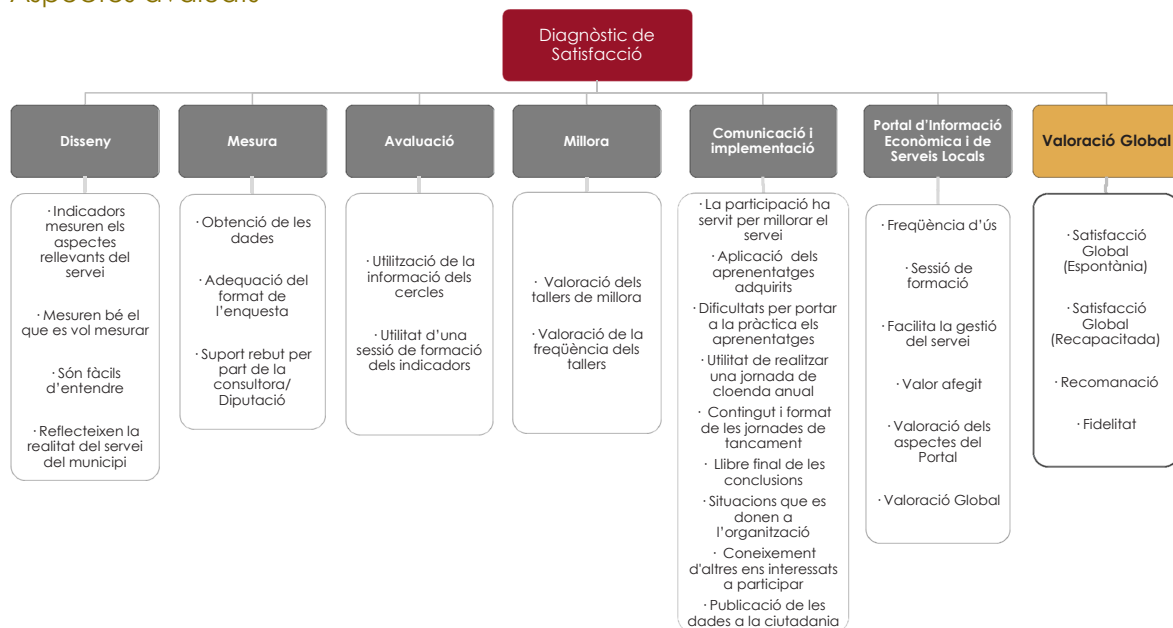 Aspectes avaluats
Diagnòstic de
Satisfacció
Disseny
Mesura
Avaluació
Millora
Comunicació i
implementació
Portal d'Informació
Econòmica i de
Serveis Locals
Valoració Global
· Indicadors
mesuren els
aspectes
rellevants del
servei
· Mesuren bé el
que es vol mesurar
· Són fàcils
d'entendre
· Reflecteixen la
realitat del servei
del municipi
· Obtenció de les
dades
· Adequació del
format de
l'enquesta
· Suport rebut per
part de la
consultora/
Diputació
· Utilització de la
informació dels
cercles
· Utilitat d'una
sessió de formació
dels indicadors
· Valoració dels
tallers de millora
· Valoració de la
freqüència dels
tallers
· La participació ha
servit per millorar el
servei
· Aplicació dels
aprenentatges
adquirits
· Dificultats per portar
a la pràctica els
aprenentatges
· Utilitat de realitzar
una jornada de
cloenda anual
· Contingut i format
de les jornades de
tancament
· Llibre final de les
conclusions
· Situacions que es
donen a
l'organització
· Coneixement
d'altres ens interessats
a participar
· Publicació de les
dades a la ciutadania
· Freqüència d'ús
· Sessió de
formació
· Facilita la gestió
del servei
· Valor afegit
· Valoració dels
aspectes del
Portal
· Valoració Global
· Satisfacció
Global
(Espontània)
· Satisfacció
Global
(Recapacitada)
· Recomanació
· Fidelitat